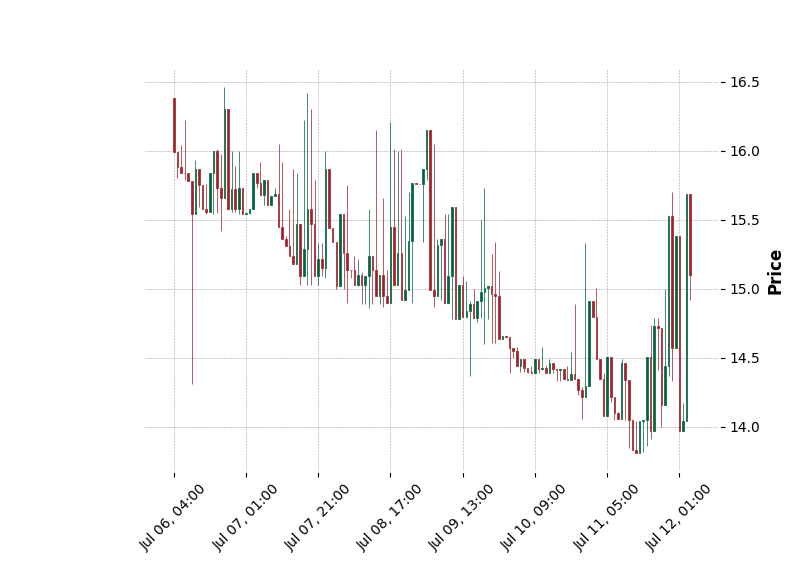 16.5
16.0
15.5
15.0
14.5
14.0
Price
Jul 06, 04:00
Jul 07, 01:00
Jul 07, 21:00
Jul 08, 17:00
Jul 09, 13:00
Jul 10, 09:00
Jul 11, 05:00
Jul 12, 01:00